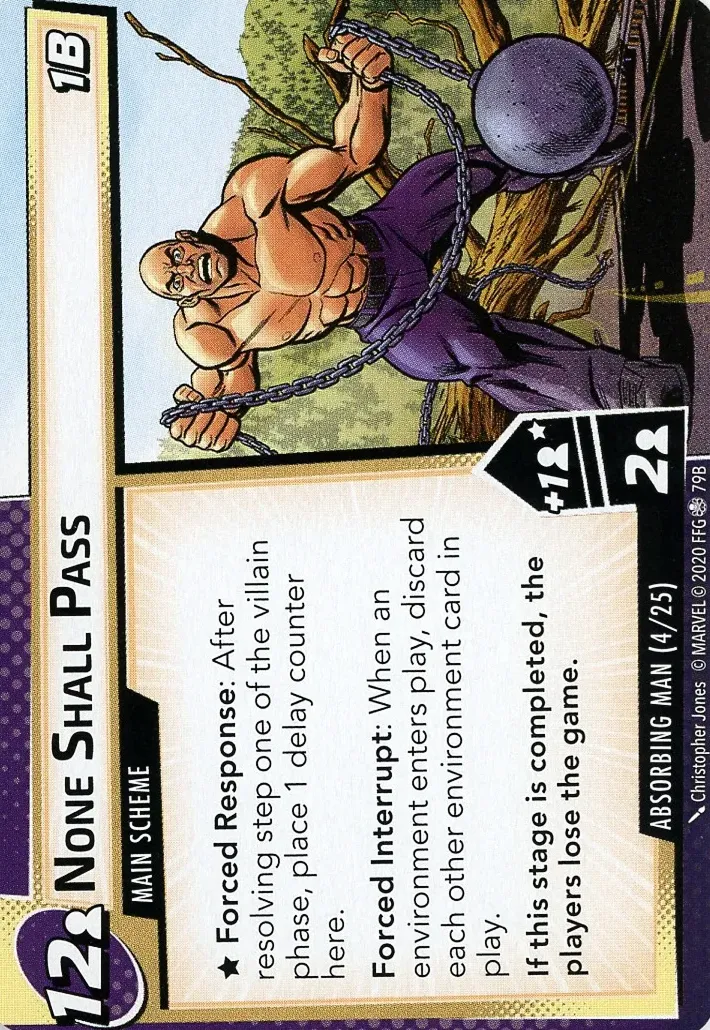 12
NONE SHALL PASS
1B
MAIN SCHEME
★ Forced Response: After
resolving step one of the villain
phase, place 1 delay counter
here.
Forced Interrupt: When an
environment enters play, discard
each other environment card in
play.
If this stage is completed, the
players lose the game.
+1 ★
2
ABSORBING MAN (4/25)
Christopher Jones © MARVEL © 2020 FFG 79B